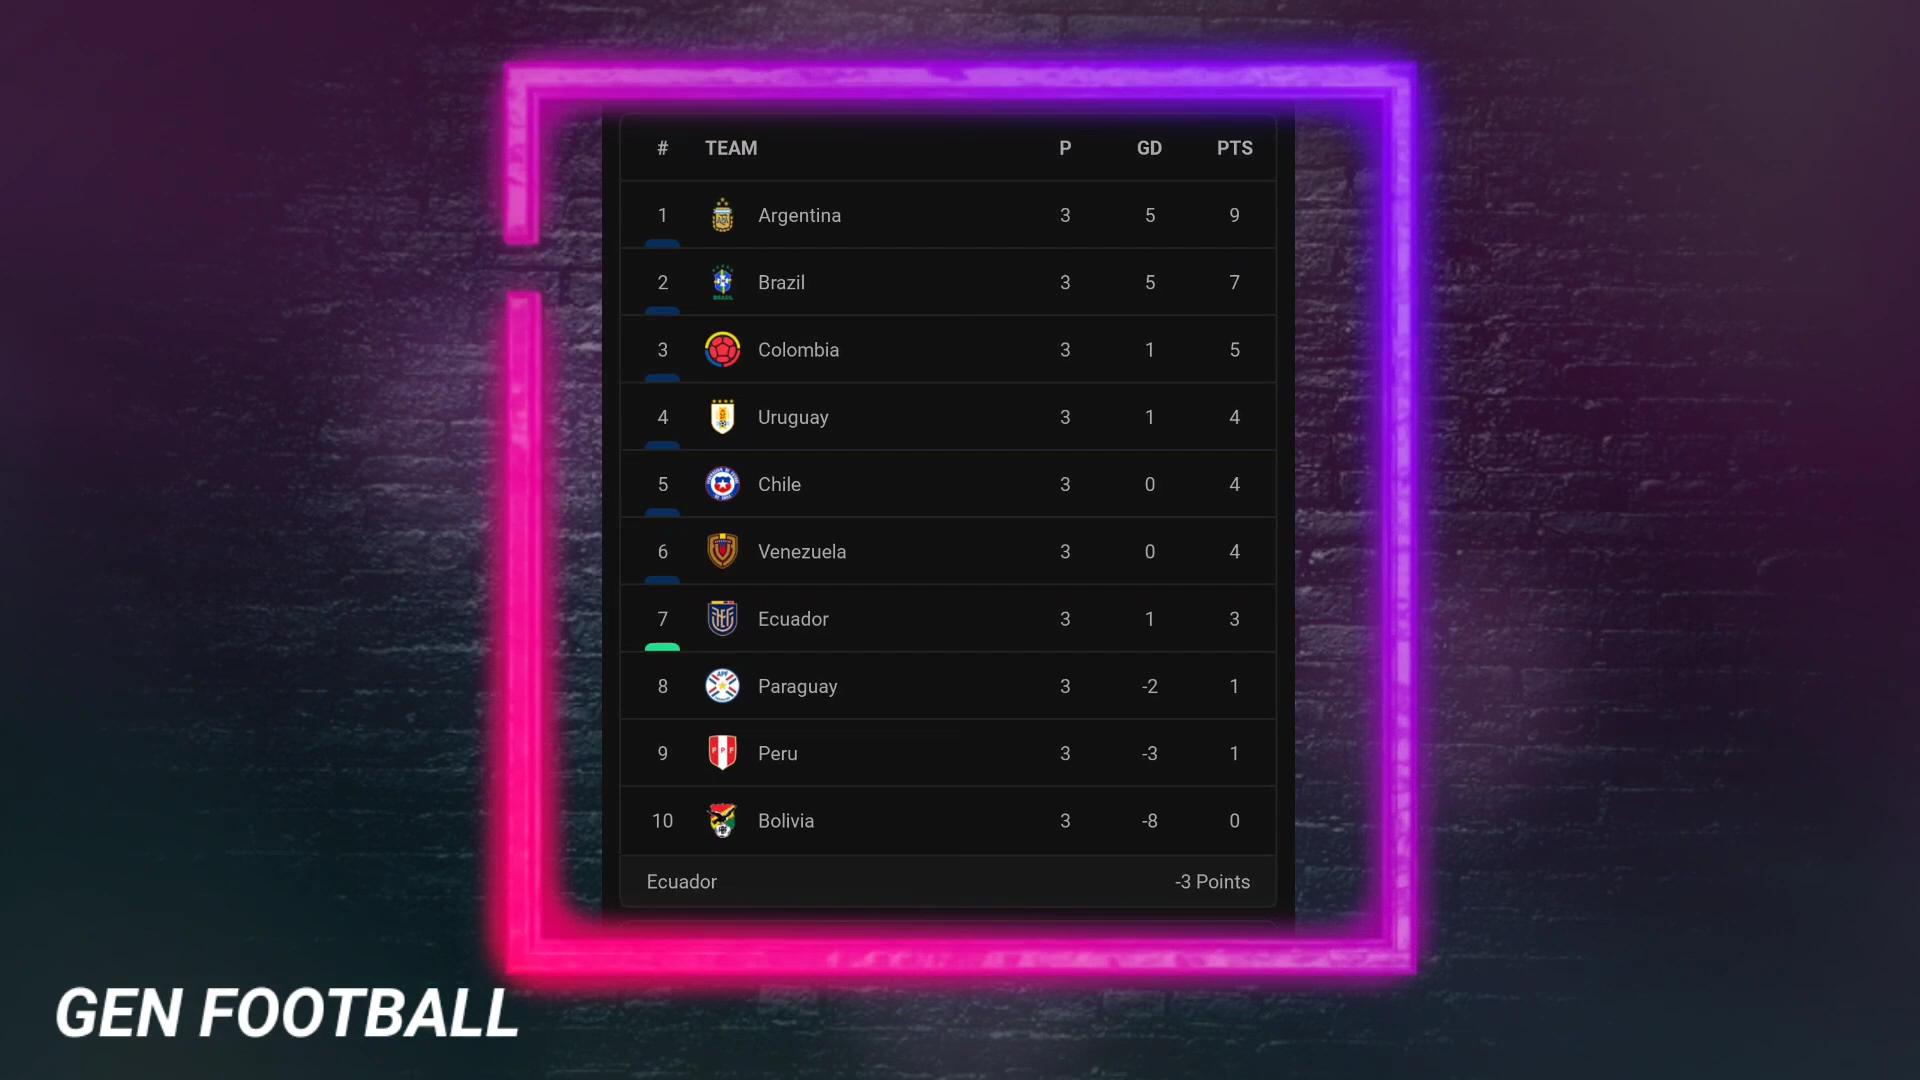 # TEAM P GD PTS
1 Argentina 3 5 9
2 Brazil 3 5 7
3 Colombia 3 1 5
4 Uruguay 3 1 4
5 Chile 3 0 4
6 Venezuela 3 0 4
7 Ecuador 3 1 3
8 Paraguay 3 -2 1
9 Peru 3 -3 1
10 Bolivia 3 -8 0
Ecuador -3 Points
GEN FOOTBALL